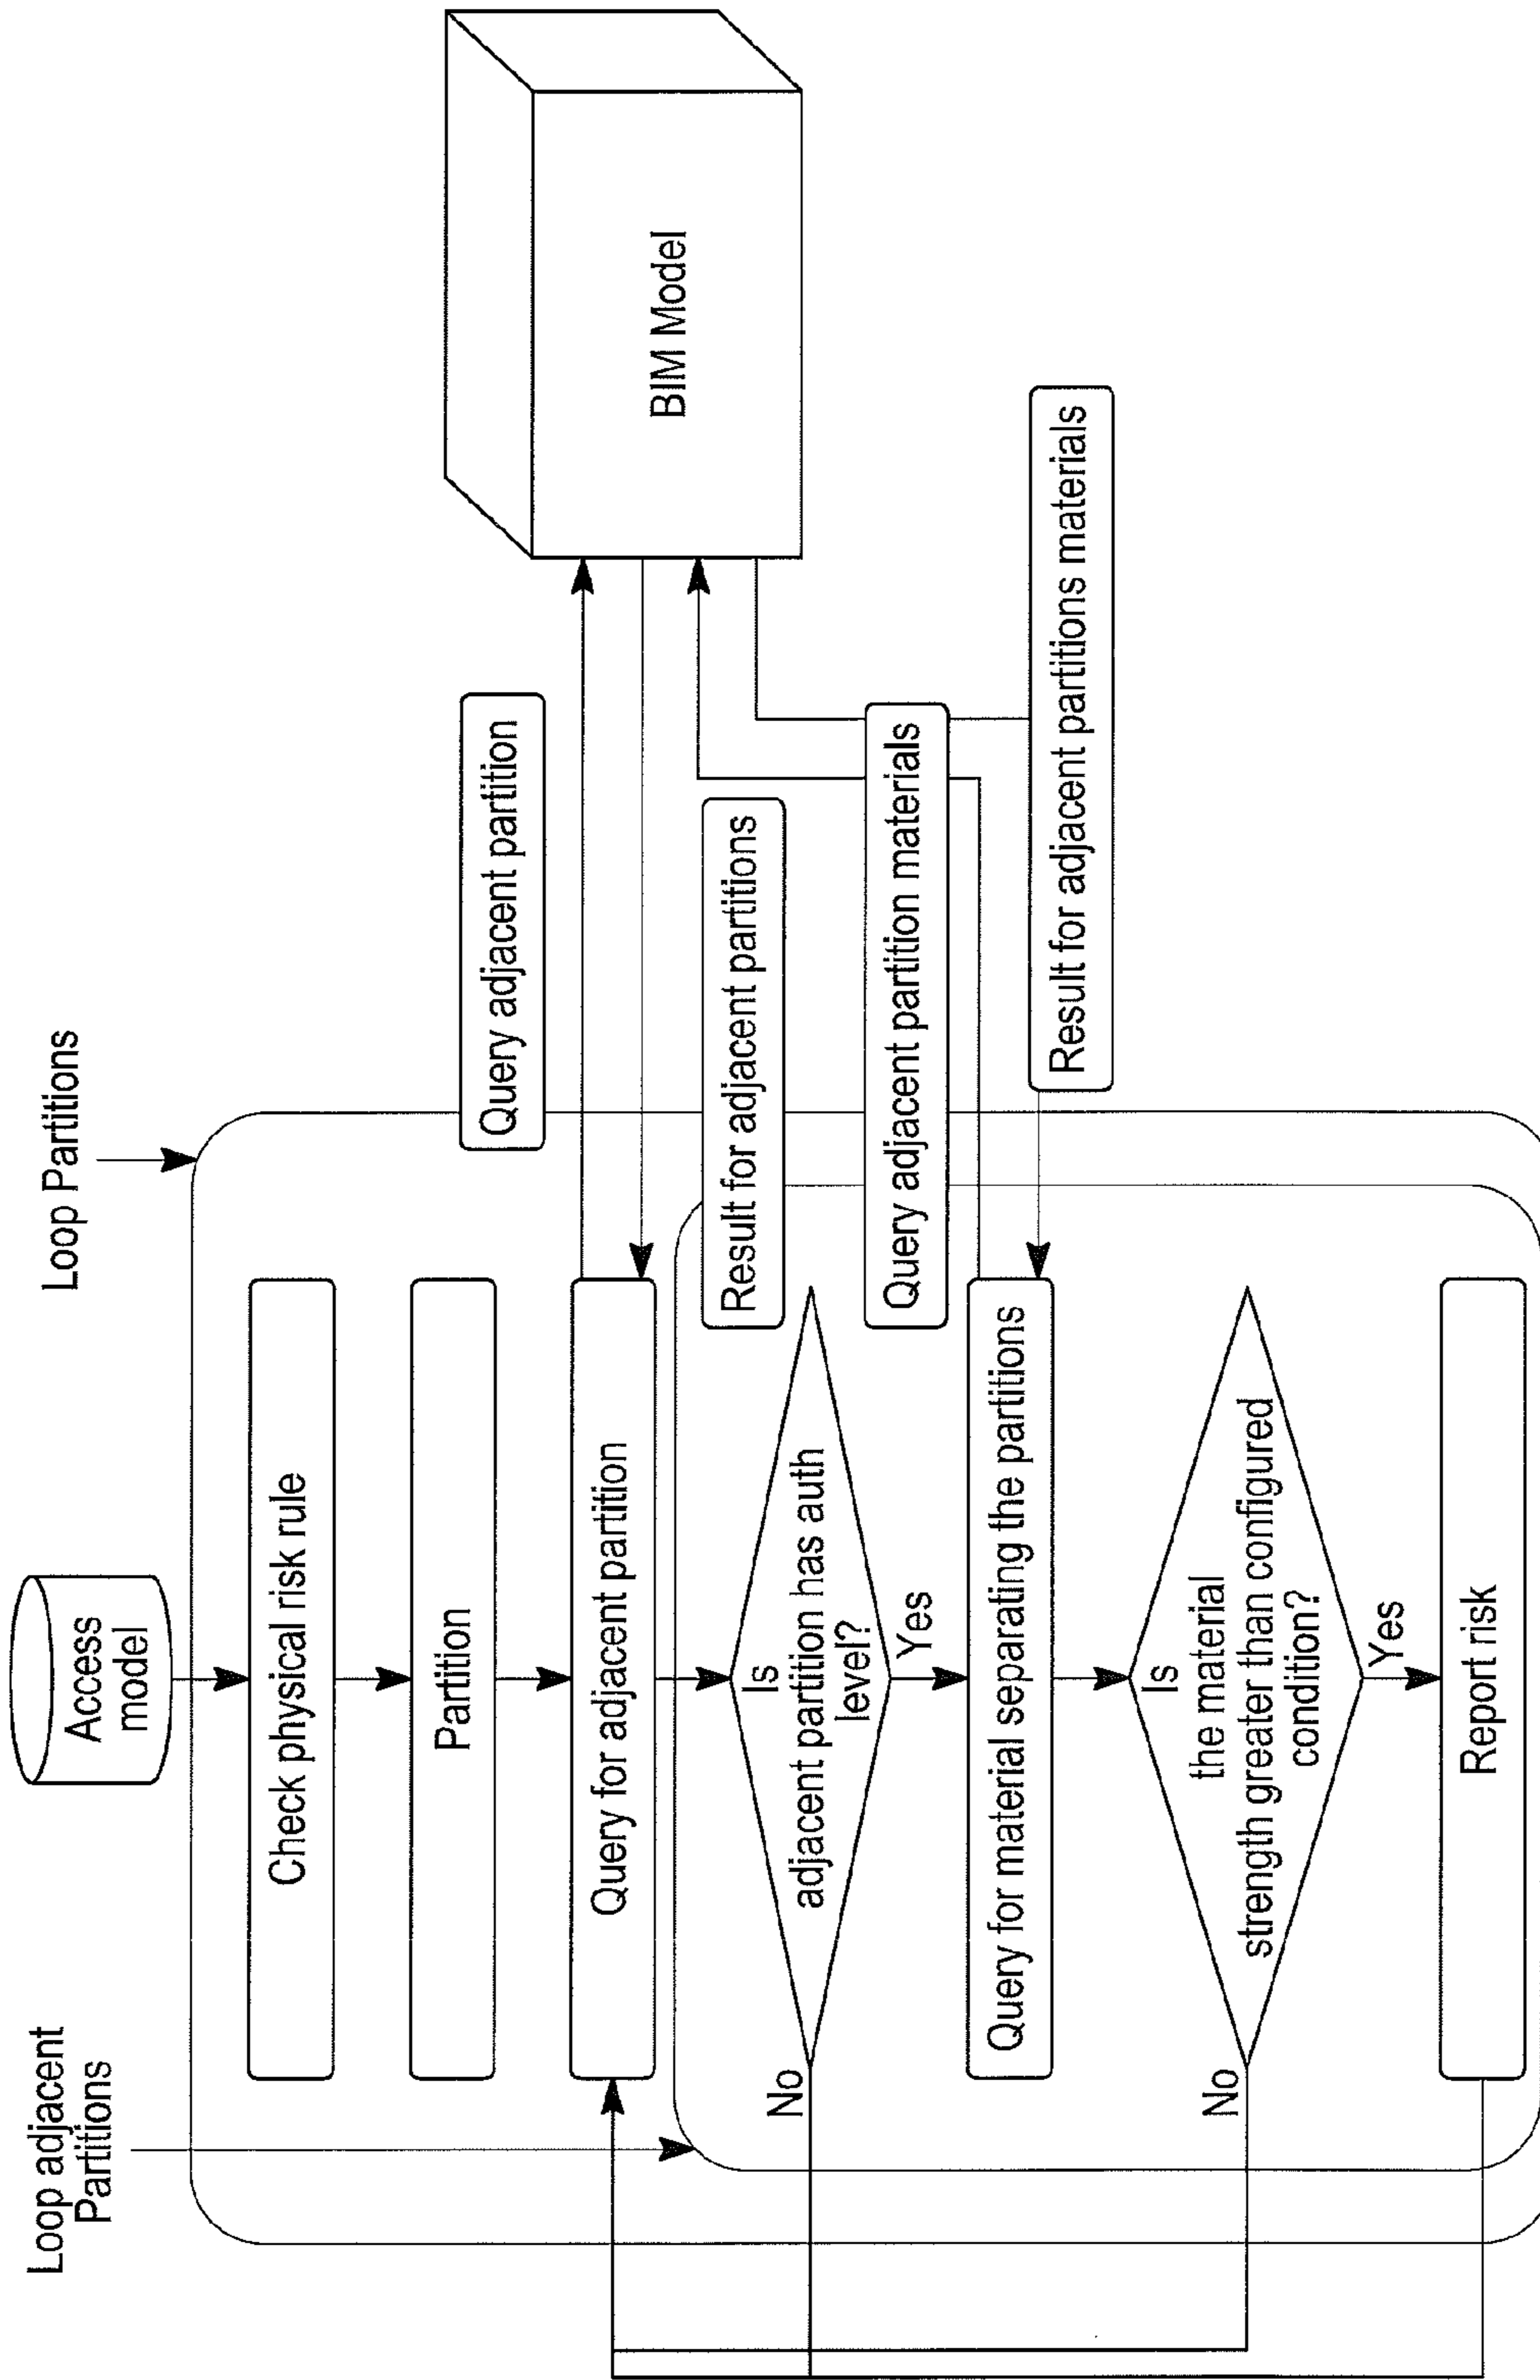 Loop adjacent
Partitions
Access
model
Loop Partitions
Check physical risk rule
Partition
Query for adjacent partition
Query adjacent partition
BIM Model
Result for adjacent partitions
Is
adjacent partition has auth
level?
No
Yes
Query adjacent partition materials
Query for material separating the partitions
Result for adjacent partitions materials
Is
the material
strength greater than configured
condition?
No
Yes
Report risk